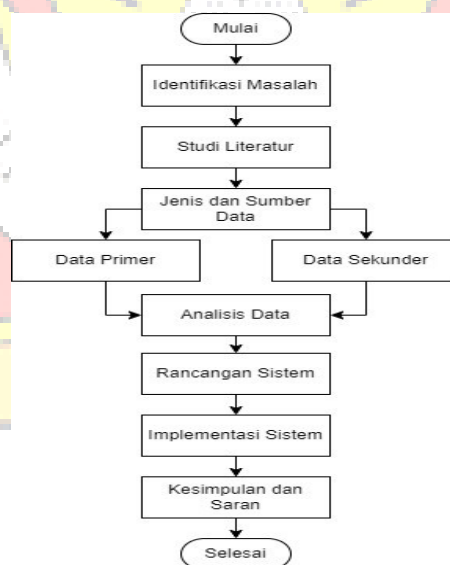 Mulai
Identifikasi Masalah
Studi Literatur
Jenis dan Sumber
Data
Data Primer
Data Sekunder
Analisis Data
Rancangan Sistem
Implementasi Sistem
Kesimpulan dan
Saran
Selesai